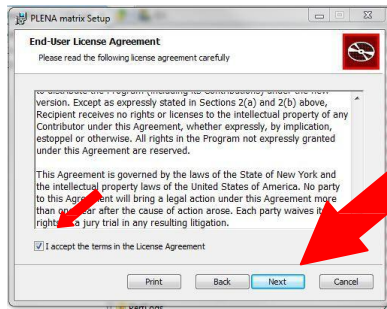 PLENA matrix Setup
End-User License Agreement
Please read the following license agreement carefully
version. Except as expressly stated in Sections 2(a) and 2(b) above,
Recipient receives no rights or licenses to the intellectual property of any
Contributor under this Agreement, whether expressly, by implication,
estoppel or otherwise. All rights in the Program not expressly granted
under this Agreement are reserved.
This Agreement is governed by the laws of the State of New York and
the intellectual property laws of the United States of America. No party
to this Agreement will bring a legal action under this Agreement more
than one year after the cause of action arose. Each party waives its
rights a jury trial in any resulting litigation.
I accept the terms in the License Agreement
Print
Back
Next
Cancel